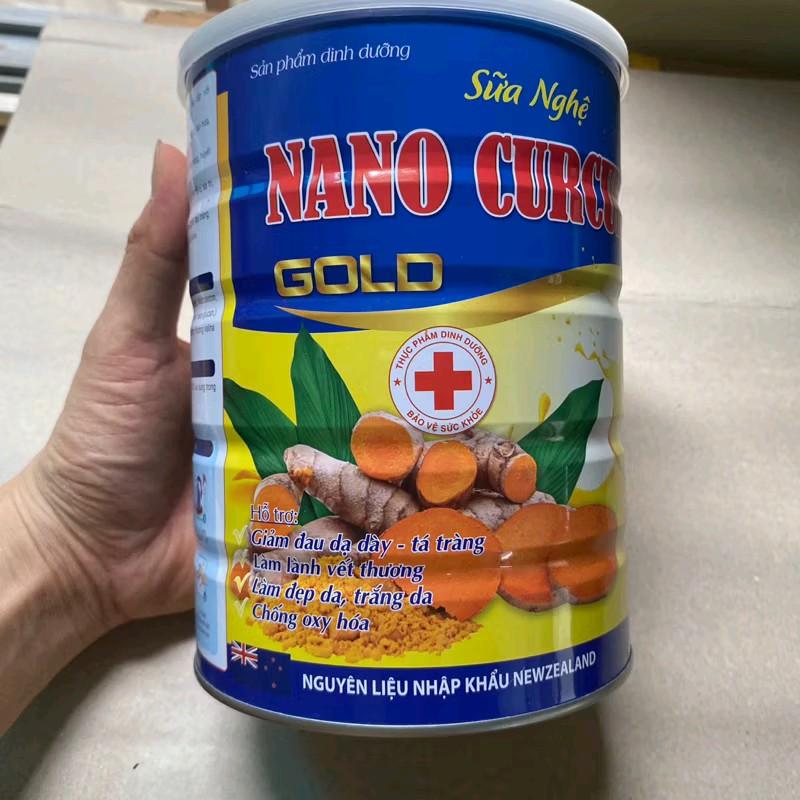 Sản phẩm dinh dưỡng
Sữa Nghệ
NANO CURCU
GOLD
THỰC PHẨM DINH DƯỠNG
BẢO VỆ SỨC KHỎE
Hỗ trợ:
Giảm đau dạ dày - tá tràng
Làm lành vết thương
Làm đẹp da, trắng da
Chống oxy hóa
NGUYÊN LIỆU NHẬP KHẨU NEWZEALAND